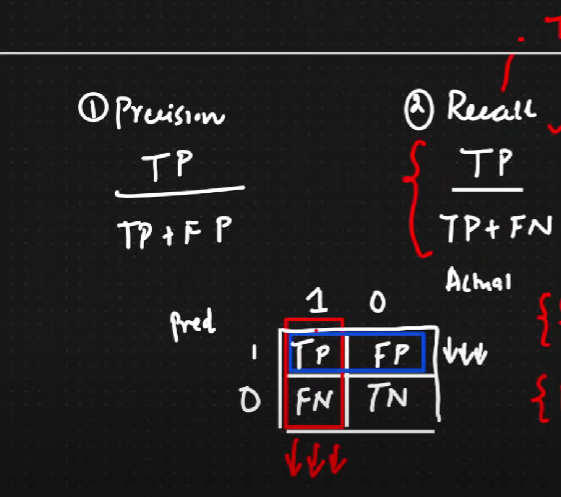 ① Precision
TP
TP + FP
② Recall
TP
TP + FN
Actual
1 0
Pred
1 TP FP
0 FN TN